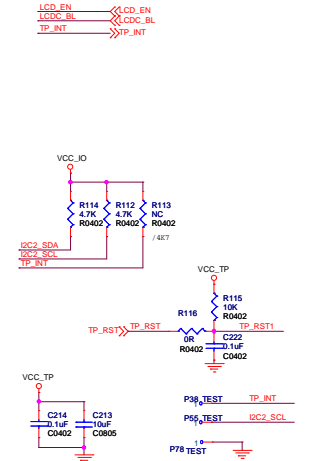 LCD_EN LCD_EN
LCDC_BL LCDC_BL
TP_INT TP_INT
VCC_IO
R114 R112 R113
4.7K 4.7K NC
R0402 R0402 R0402
/4K7
I2C2_SDA
I2C2_SCL
TP_INT
VCC_TP
R115
10K
R0402
R116
TP_RST TP_RST TP_RST1
0R
R0402
C222
0.1uF
C0402
VCC_TP
C214 C213
0.1uF 10uF
C0402 C0805
P38 TEST TP_INT
1
P55 TEST I2C2_SCL
1
P78 TEST
1